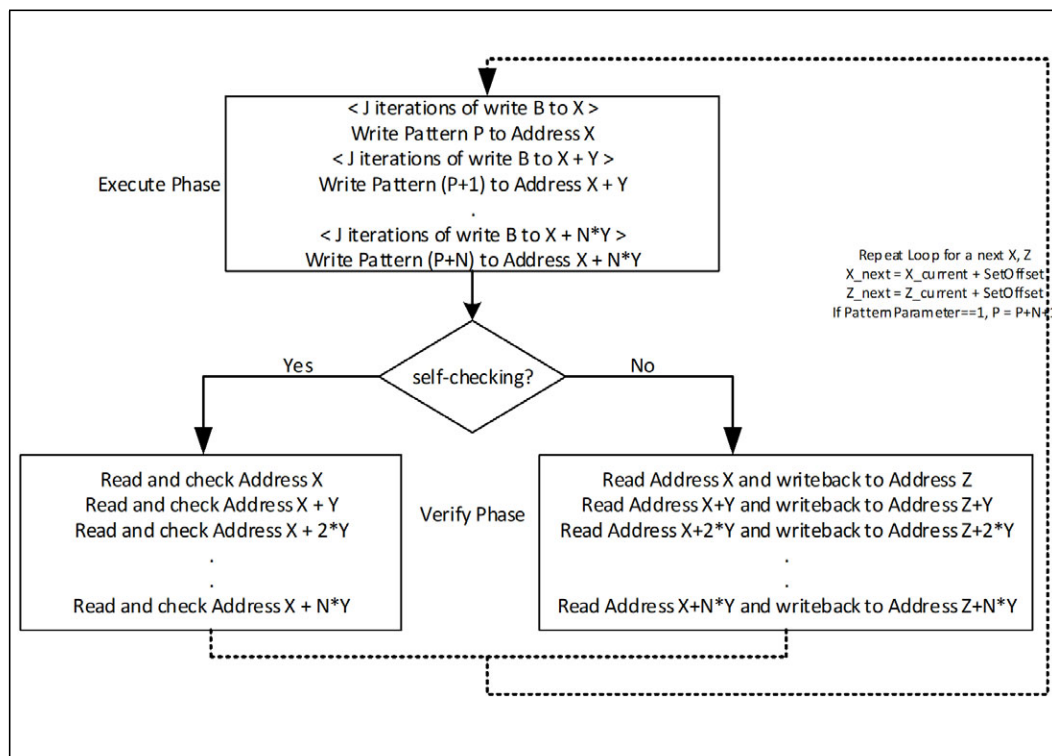 < J iterations of write B to X >
Write Pattern P to Address X
< J iterations of write B to X + Y >
Write Pattern (P+1) to Address X + Y
.
< J iterations of write B to X + N*Y >
Write Pattern (P+N) to Address X + N*Y
Execute Phase
Repeat Loop for a next X, Z
X_next = X_current + SetOffset
Z_next = Z_current + SetOffset
If Pattern Parameter==1, P = P+N+1
Yes
self-checking?
No
Read and check Address X
Read and check Address X + Y
Read and check Address X + 2*Y
.
.
Read and check Address X + N*Y
Verify Phase
Read Address X and writeback to Address Z
Read Address X+Y and writeback to Address Z+Y
Read Address X+2*Y and writeback to Address Z+2*Y
.
.
Read Address X+N*Y and writeback to Address Z+N*Y